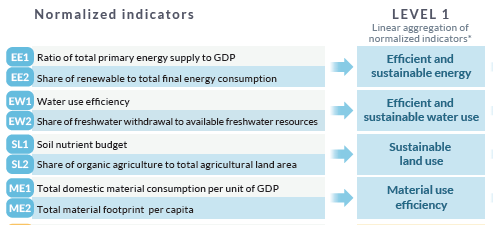 Normalized indicators
LEVEL 1
Linear aggregation of
normalized indicators*
EE1 Ratio of total primary energy supply to GDP
EE2 Share of renewable to total final energy consumption
Efficient and
sustainable energy
EW1 Water use efficiency
EW2 Share of freshwater withdrawal to available freshwater resources
Efficient and
sustainable water use
SL1 Soil nutrient budget
SL2 Share of organic agriculture to total agricultural land area
Sustainable
land use
ME1 Total domestic material consumption per unit of GDP
ME2 Total material footprint per capita
Material use
efficiency